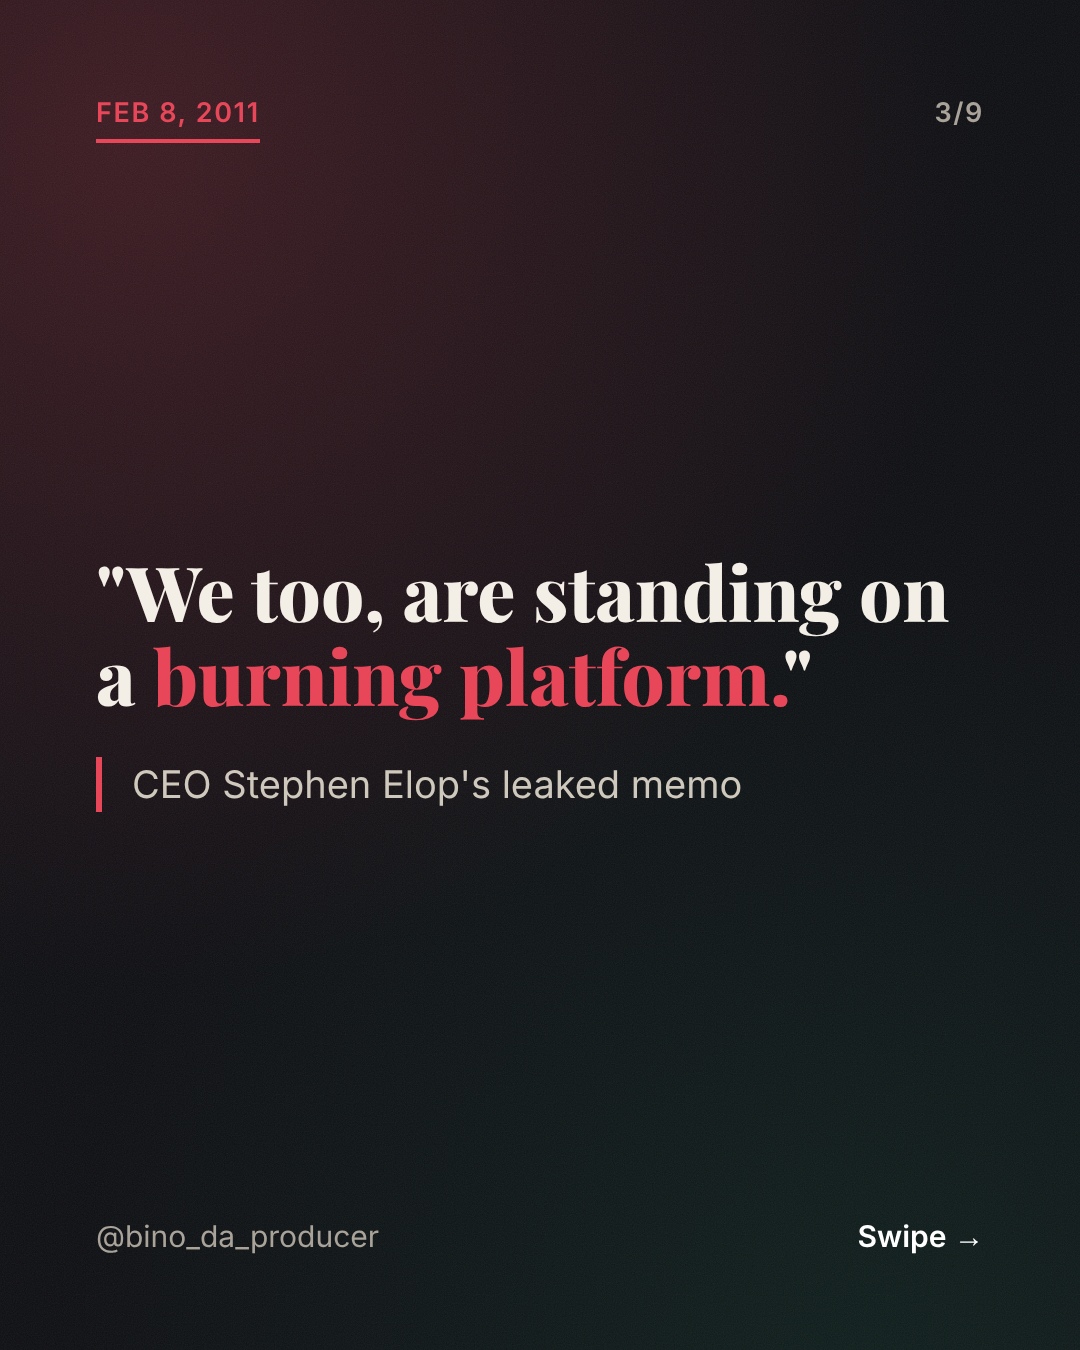 FEB 8, 2011
3/9
"We too, are standing on
a burning platform."
CEO Stephen Elop's leaked memo
@bino_da_producer
Swipe →